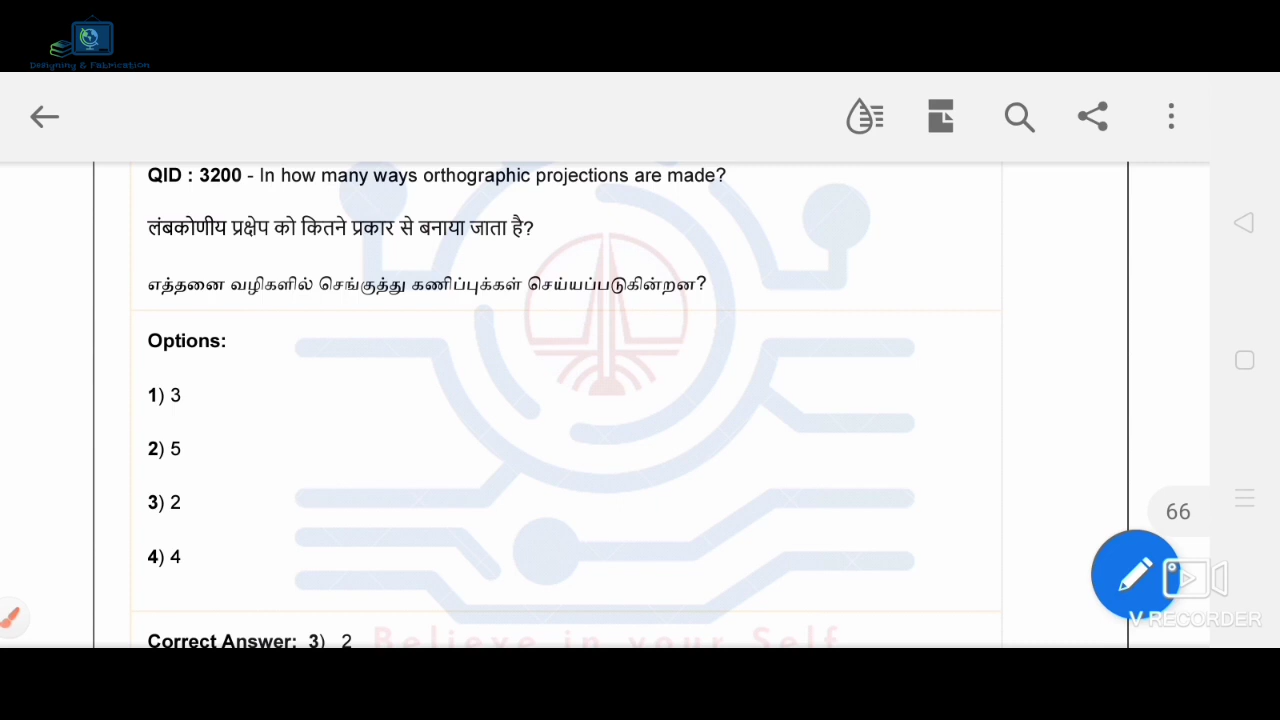 Designing & Fabrication
QID : 3200 - In how many ways orthographic projections are made?
लंबकोणीय प्रक्षेप को कितने प्रकार से बनाया जाता है?
எத்தனை வழிகளில் செங்குத்து கணிப்புக்கள் செய்யப்படுகின்றன?
Options:
1) 3
2) 5
3) 2
4) 4
66
V RECORDER
Correct Answer: 3) 2
Believe in your Self